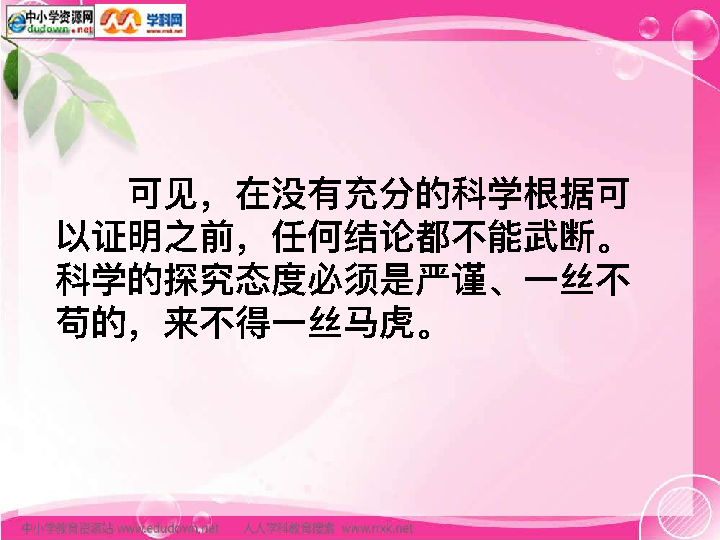 中小学资源网
dudown.net
学科网
www.nxk.net
可见，在没有充分的科学根据可
以证明之前，任何结论都不能武断。
科学的探究态度必须是严谨、一丝不
苟的，来不得一丝马虎。
中小学教育资源站 www.edudown.net 人人学科教育搜索 www.rrxk.net